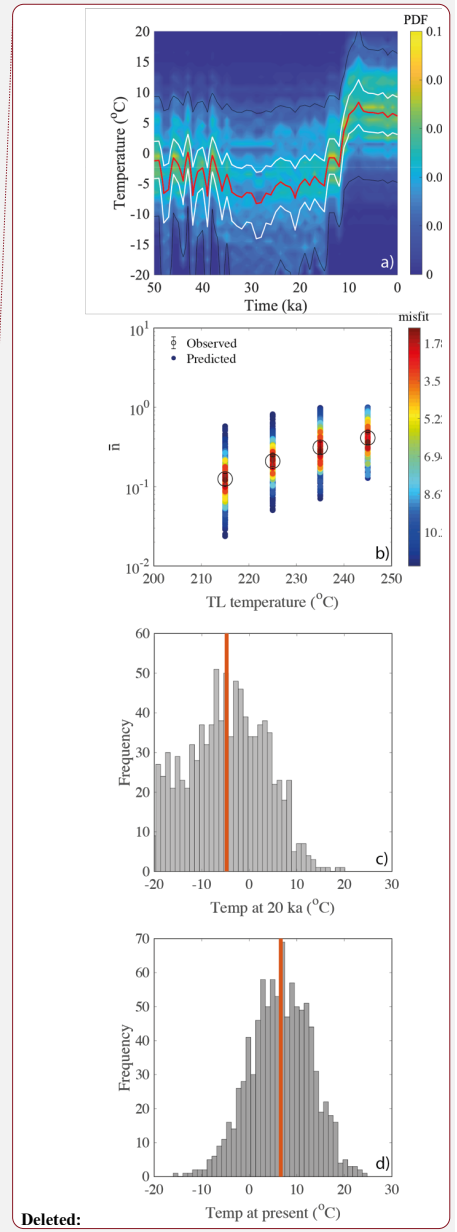 PDF
20
15
10
5
0
-5
-10
-15
-20
Temperature (°C)
0.1
0.0
0.0
0.0
0.0
0
a)
50 40 30 20 10 0
Time (ka)
misfit
10¹
10⁰
10⁻¹
10⁻²
n̄
Observed
Predicted
1.78
3.5
5.22
6.94
8.67
10.
b)
200 210 220 230 240 250
TL temperature (°C)
60
50
40
30
20
10
0
Frequency
c)
-20 -10 0 10 20 30
Temp at 20 ka (°C)
70
60
50
40
30
20
10
0
Frequency
d)
-20 -10 0 10 20 30
Temp at present (°C)
Deleted: